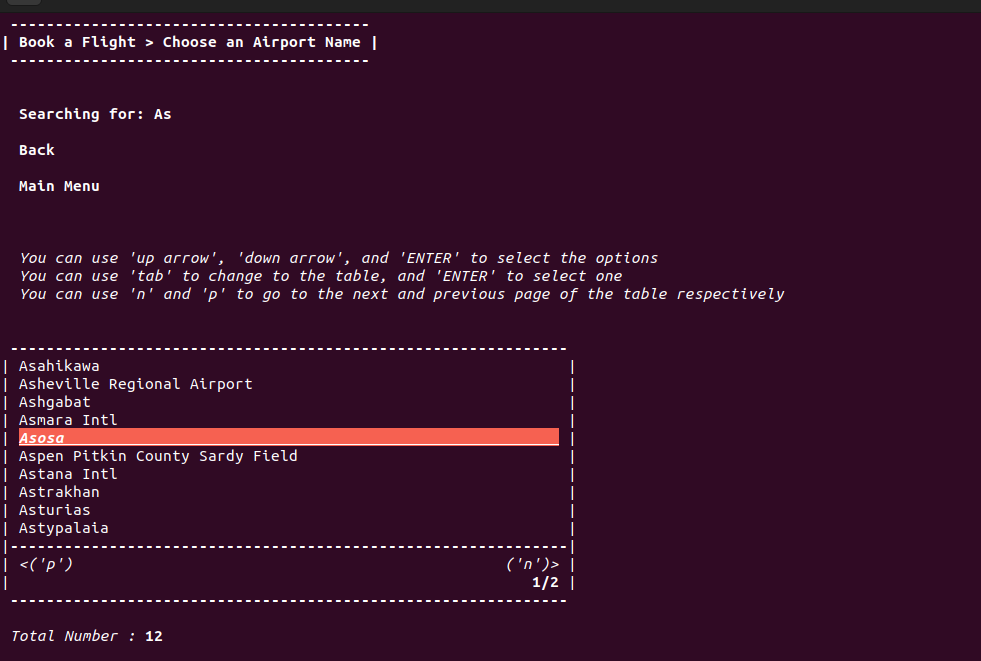 ----------------------------------------
| Book a Flight > Choose an Airport Name |
----------------------------------------
Searching for: As
Back
Main Menu
You can use 'up arrow', 'down arrow', and 'ENTER' to select the options
You can use 'tab' to change to the table, and 'ENTER' to select one
You can use 'n' and 'p' to go to the next and previous page of the table respectively
--------------------------------------------------------------
| Asahikawa |
| Asheville Regional Airport |
| Ashgabat |
| Asmara Intl |
| Asosa |
| Aspen Pitkin County Sardy Field |
| Astana Intl |
| Astrakhan |
| Asturias |
| Astypalaia |
|--------------------------------------------------------------|
| <('p') ('n')> |
| 1/2 |
--------------------------------------------------------------
Total Number : 12